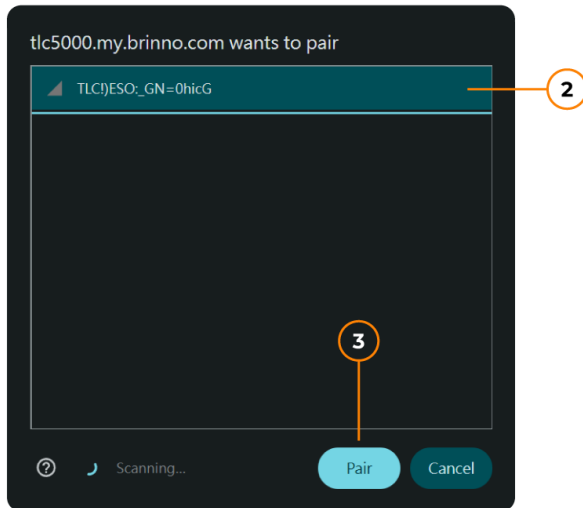 tlc5000.my.brinno.com wants to pair
TLC!)ESO:_GN=0hicG
2
3
Scanning...
Pair
Cancel